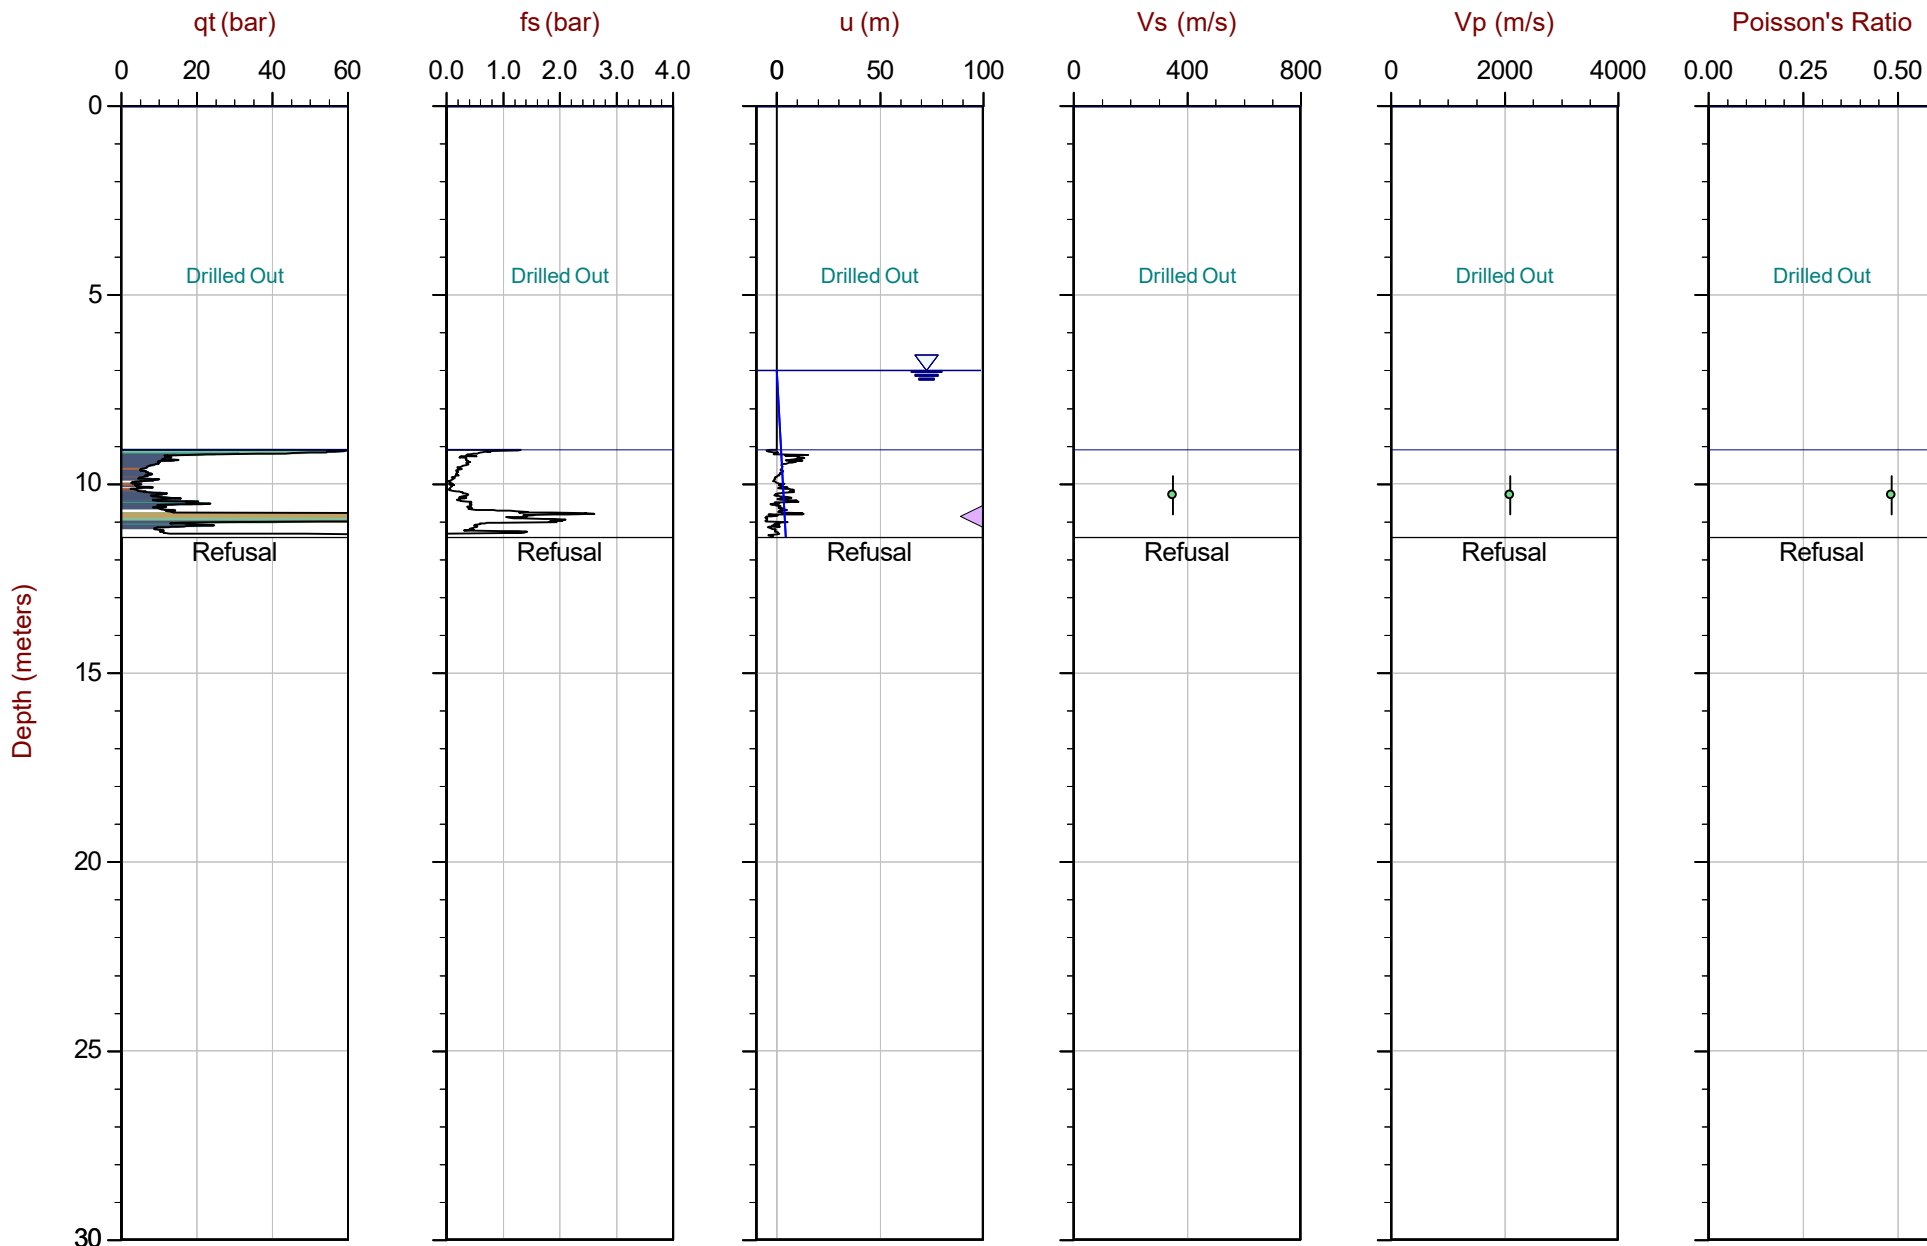 qt (bar) fs (bar) u (m) Vs (m/s) Vp (m/s) Poisson's Ratio
0 20 40 60 0.0 1.0 2.0 3.0 4.0 0 50 100 0 400 800 0 2000 4000 0.00 0.25 0.50
0
Drilled Out Drilled Out Drilled Out Drilled Out Drilled Out Drilled Out
5
10
Refusal Refusal Refusal Refusal Refusal Refusal
Depth (meters)
15
20
25
30